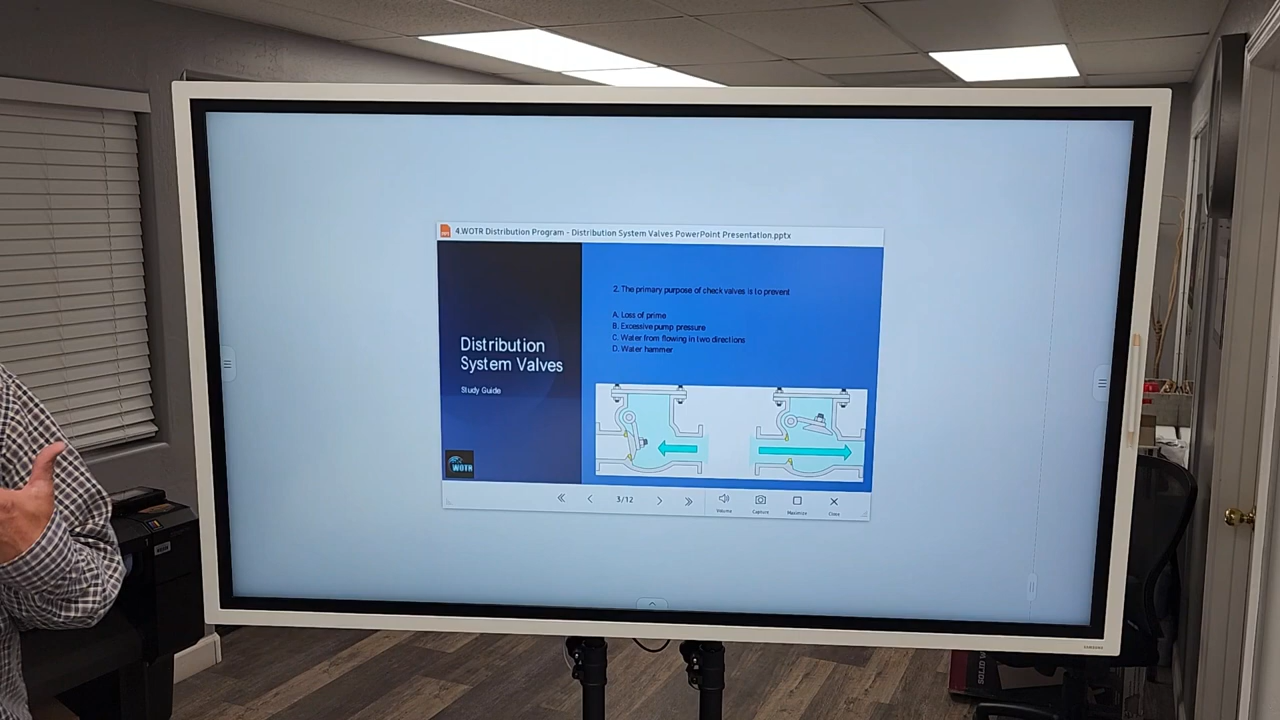 4.WOTR Distribution Program - Distribution System Valves PowerPoint Presentation.pptx
2. The primary purpose of check valves is to prevent
A. Loss of prime
B. Excessive pump pressure
C. Water from flowing in two directions
D. Water hammer
Distribution
System Valves
Study Guide
WOTR
3/12
Volume
Capture
Maximize
Close
SAMSUNG
SOLID W